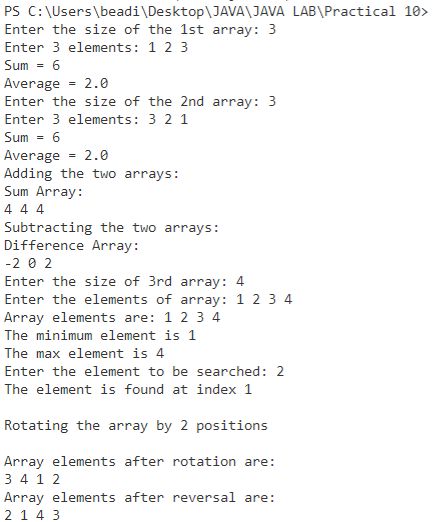 PS C:\Users\beadi\Desktop\JAVA\JAVA LAB\Practical 10>
Enter the size of the 1st array: 3
Enter 3 elements: 1 2 3
Sum = 6
Average = 2.0
Enter the size of the 2nd array: 3
Enter 3 elements: 3 2 1
Sum = 6
Average = 2.0
Adding the two arrays:
Sum Array:
4 4 4
Subtracting the two arrays:
Difference Array:
-2 0 2
Enter the size of 3rd array: 4
Enter the elements of array: 1 2 3 4
Array elements are: 1 2 3 4
The minimum element is 1
The max element is 4
Enter the element to be searched: 2
The element is found at index 1
Rotating the array by 2 positions
Array elements after rotation are:
3 4 1 2
Array elements after reversal are:
2 1 4 3